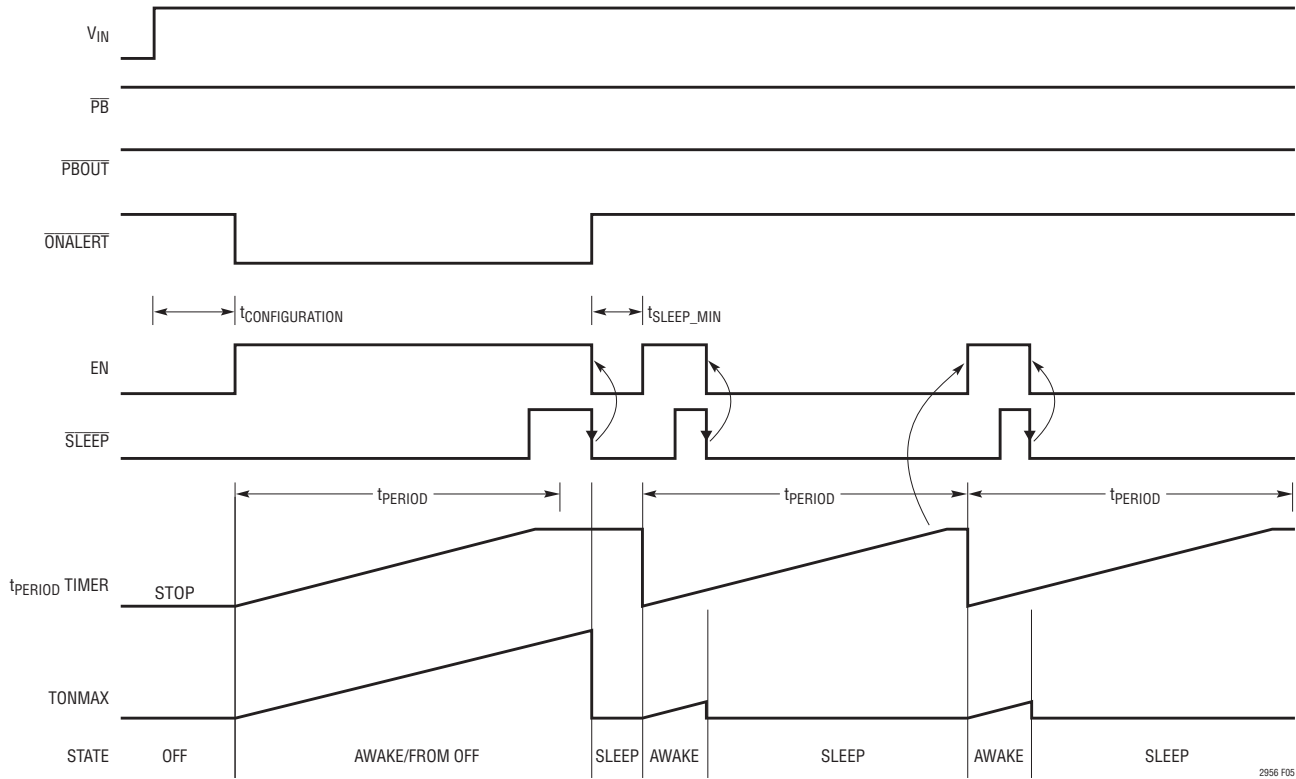 VIN
PB
PBOUT
ONALERT
tCONFIGURATION
tSLEEP_MIN
EN
SLEEP
tPERIOD
tPERIOD
tPERIOD
tPERIOD TIMER
STOP
TONMAX
STATE
OFF
AWAKE/FROM OFF
SLEEP
AWAKE
SLEEP
AWAKE
SLEEP
2956 F05